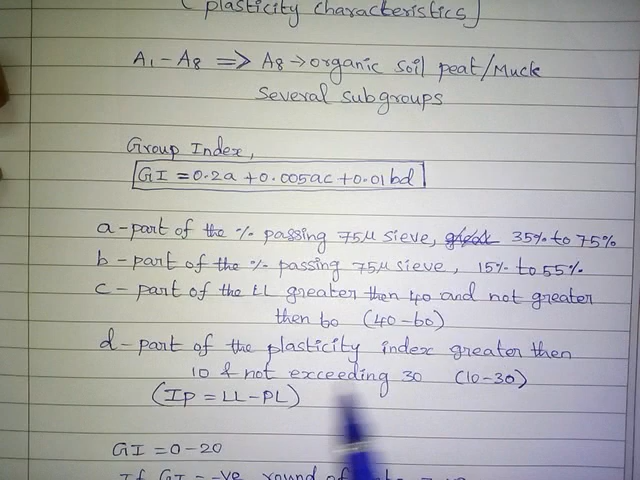 (plasticity characteristics)
A1 - A8 => A8 → organic soil peat/Muck
Several subgroups
Group Index,
GI = 0.2a + 0.005ac + 0.01bd
a - part of the % passing 75μ sieve, 35% to 75%
b - part of the % passing 75μ sieve, 15% to 55%
c - part of the LL greater then 40 and not greater
then 60 (40-60)
d - part of the plasticity index greater then
10 & not exceeding 30 (10-30)
(Ip = LL - PL)
GI = 0-20
If GI = -ve round of